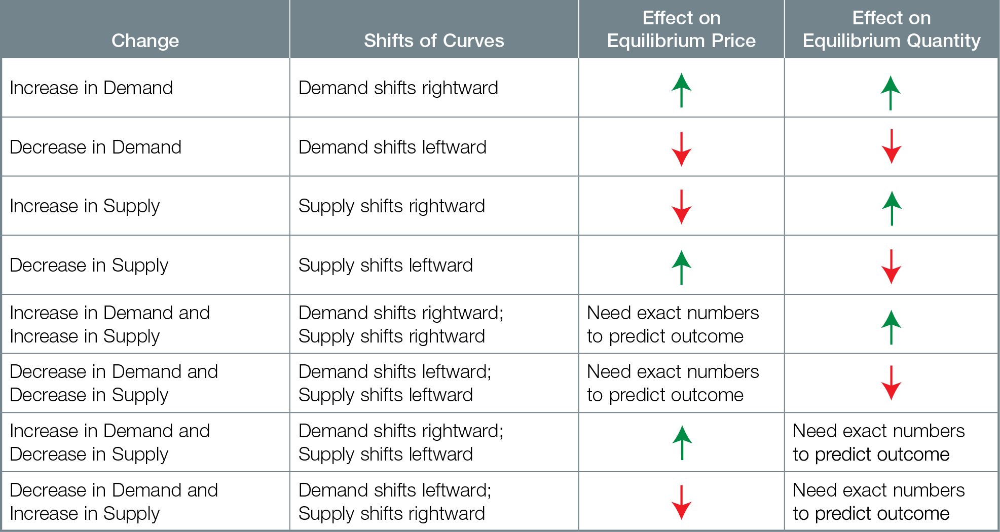 Change
Shifts of Curves
Effect on
Equilibrium Price
Effect on
Equilibrium Quantity
Increase in Demand
Demand shifts rightward
Decrease in Demand
Demand shifts leftward
Increase in Supply
Supply shifts rightward
Decrease in Supply
Supply shifts leftward
Increase in Demand and
Increase in Supply
Demand shifts rightward;
Supply shifts rightward
Need exact numbers
to predict outcome
Decrease in Demand and
Decrease in Supply
Demand shifts leftward;
Supply shifts leftward
Need exact numbers
to predict outcome
Increase in Demand and
Decrease in Supply
Demand shifts rightward;
Supply shifts leftward
Need exact numbers
to predict outcome
Decrease in Demand and
Increase in Supply
Demand shifts leftward;
Supply shifts rightward
Need exact numbers
to predict outcome